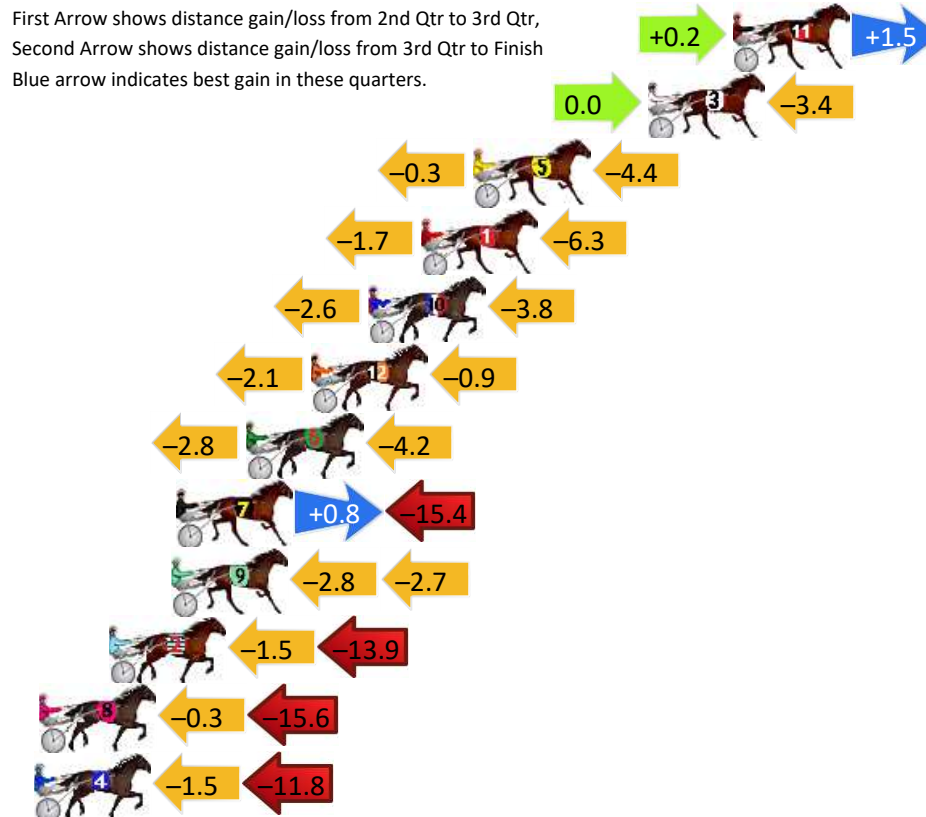 First Arrow shows distance gain/loss from 2nd Qtr to 3rd Qtr,
Second Arrow shows distance gain/loss from 3rd Qtr to Finish
Blue arrow indicates best gain in these quarters.
+0.2 11 +1.5
0.0 3 –3.4
–0.3 5 –4.4
–1.7 1 –6.3
–2.6 10 –3.8
–2.1 12 –0.9
–2.8 6 –4.2
7 +0.8 –15.4
9 –2.8 –2.7
–1.5 –13.9
8 –0.3 –15.6
4 –1.5 –11.8